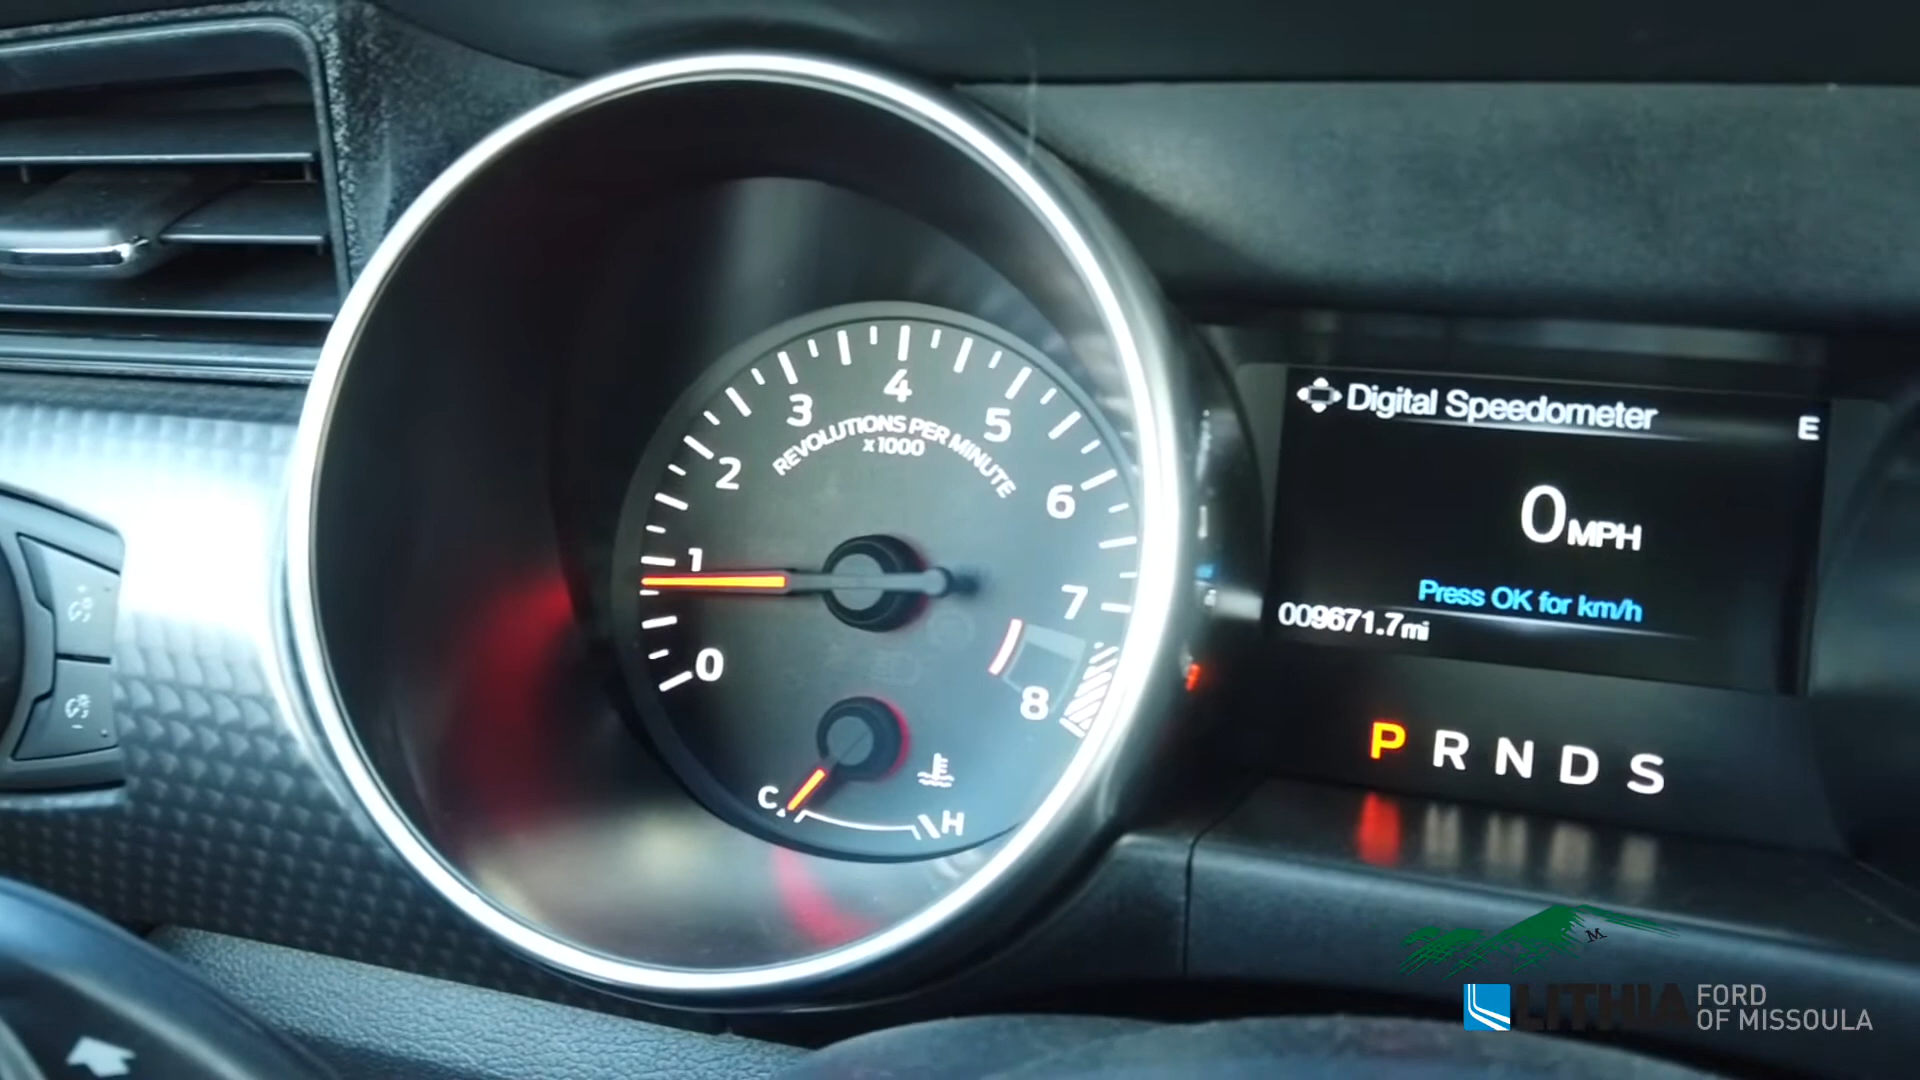 0
1
2
3
4
5
6
7
8
REVOLUTIONS PER MINUTE
x1000
C
H
Digital Speedometer
E
0MPH
Press OK for km/h
009671.7mi
P R N D S
M
LITHIA
FORD
OF MISSOULA